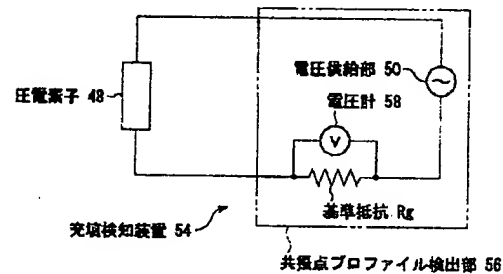 電圧供給部 50
圧電素子 48
電圧計 58
V
基準抵抗 Rg
充填検知装置 54
共振点プロファイル検出部 56